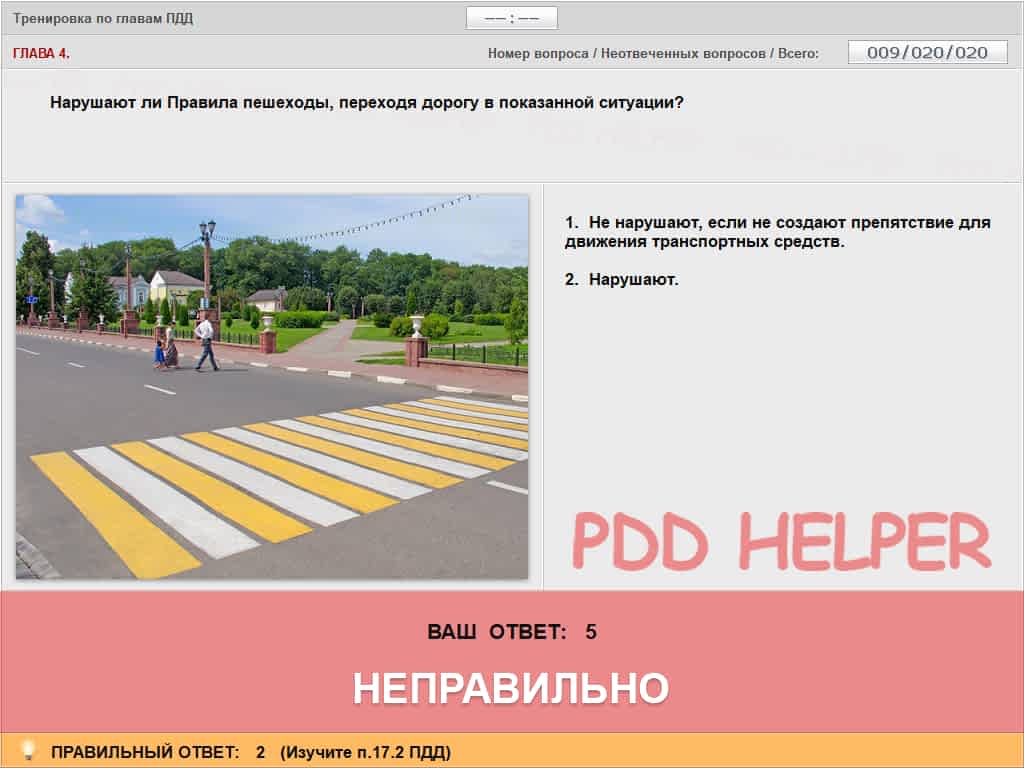 Тренировка по главам ПДД
—— : ——
ГЛАВА 4.
Номер вопроса / Неотвеченных вопросов / Всего:
009/020/020
Нарушают ли Правила пешеходы, переходя дорогу в показанной ситуации?
1. Не нарушают, если не создают препятствие для
движения транспортных средств.
2. Нарушают.
PDD HELPER
ВАШ ОТВЕТ: 5
НЕПРАВИЛЬНО
ПРАВИЛЬНЫЙ ОТВЕТ: 2 (Изучите п.17.2 ПДД)